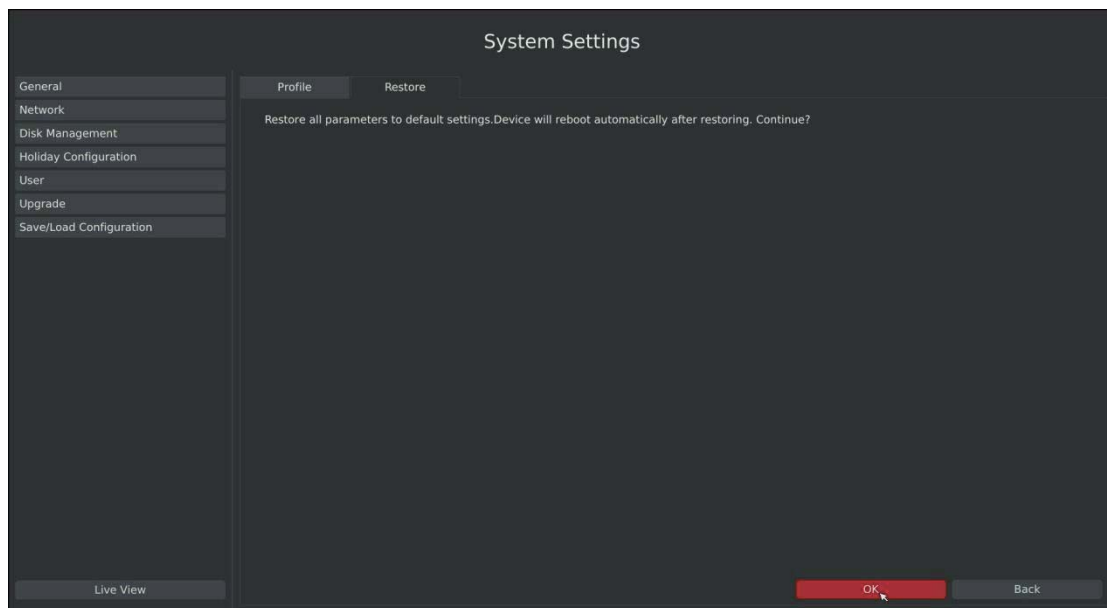 System Settings
General
Network
Disk Management
Holiday Configuration
User
Upgrade
Save/Load Configuration
Live View
Profile
Restore
Restore all parameters to default settings.Device will reboot automatically after restoring. Continue?
OK
Back